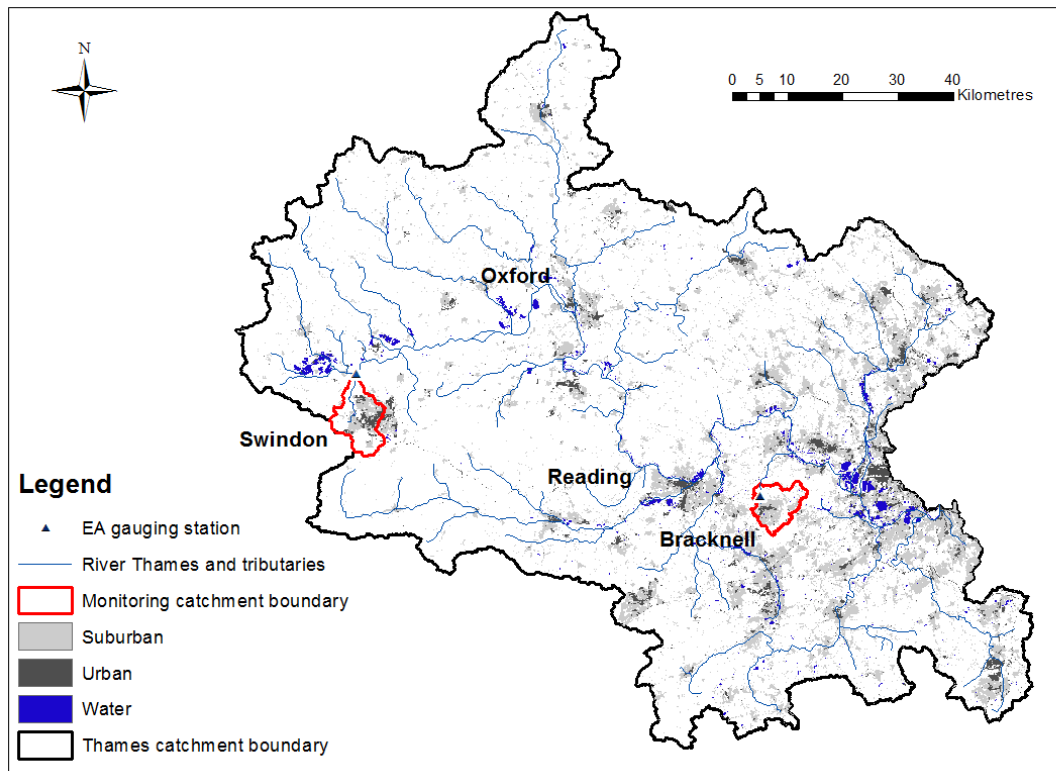 N
0 5 10 20 30 40
Kilometres
Oxford
Swindon
Reading
Bracknell
Legend
EA gauging station
River Thames and tributaries
Monitoring catchment boundary
Suburban
Urban
Water
Thames catchment boundary